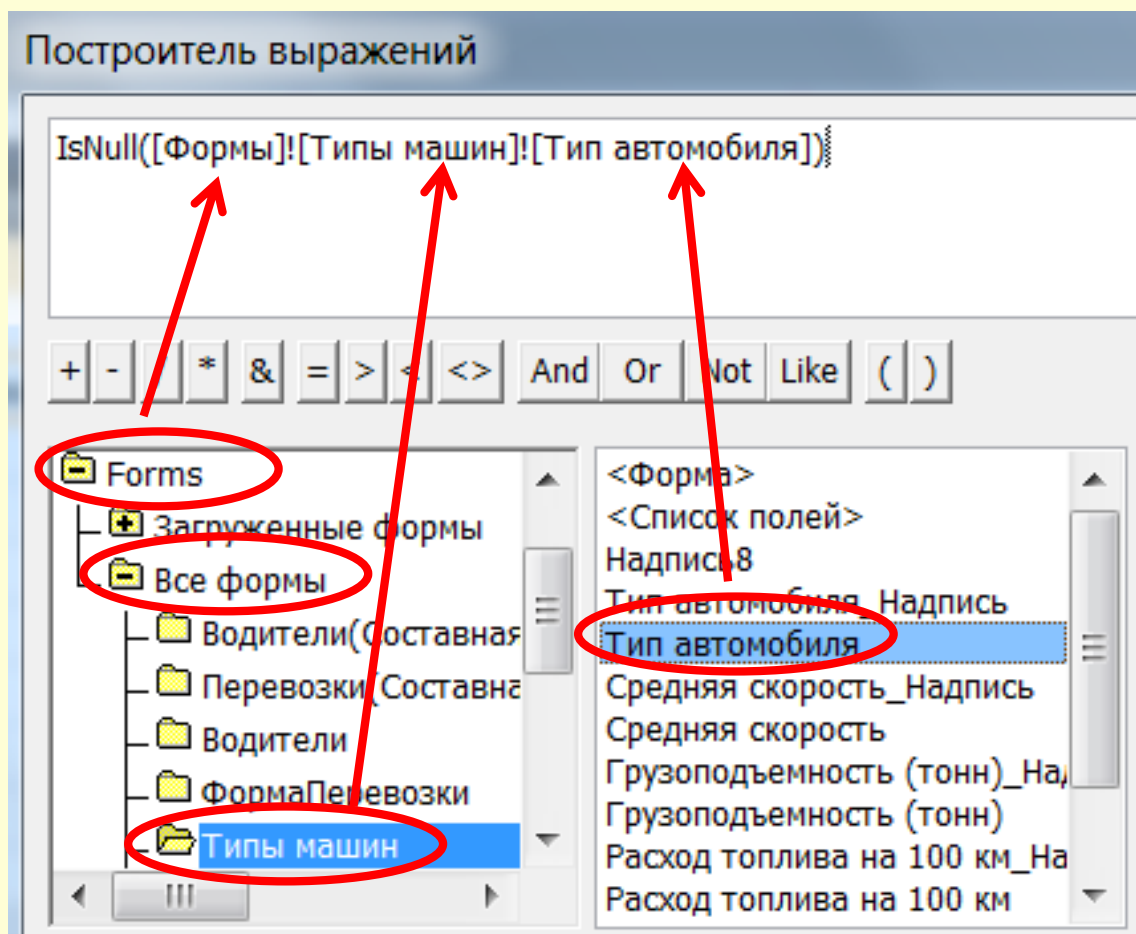 Построитель выражений
IsNull([Формы]![Типы машин]![Тип автомобиля])
+ - * & = > < <> And Or Not Like ( )
Forms
Загруженные формы
Все формы
Водители(Составная
Перевозки(Составна
Водители
ФормаПеревозки
Типы машин
<Форма>
<Список полей>
Надпись8
Тип автомобиля_Надпись
Тип автомобиля
Средняя скорость_Надпись
Средняя скорость
Грузоподъемность (тонн)_Над
Грузоподъемность (тонн)
Расход топлива на 100 км_На
Расход топлива на 100 км